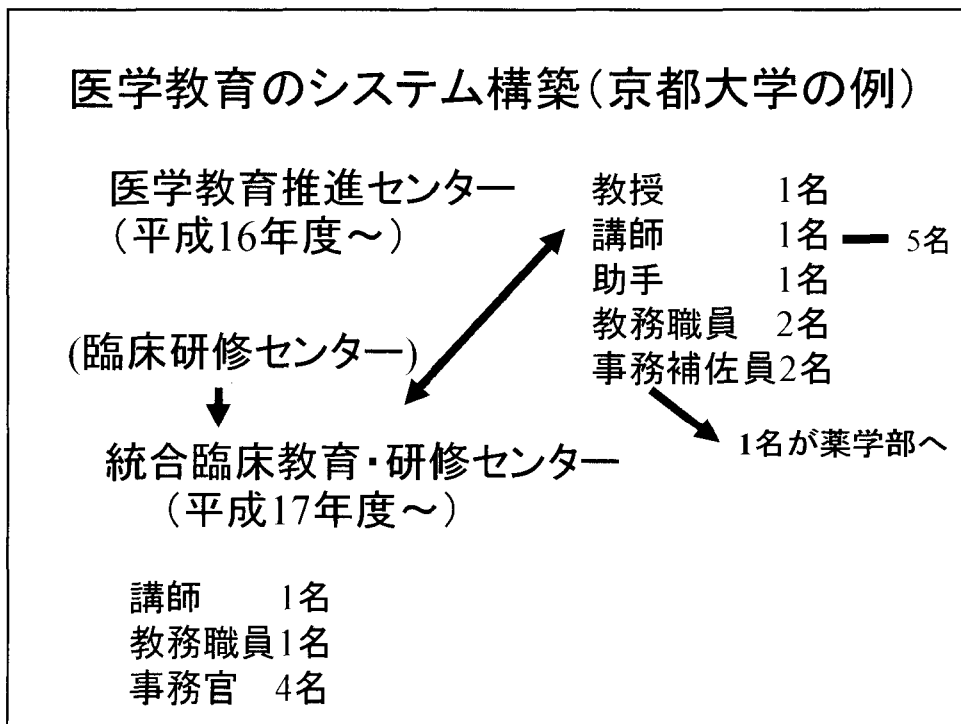 医学教育のシステム構築(京都大学の例)
医学教育推進センター
(平成16年度~)
教授 1名
講師 1名 5名
助手 1名
教務職員 2名
事務補佐員2名
1名が薬学部へ
(臨床研修センター)
統合臨床教育・研修センター
(平成17年度~)
講師 1名
教務職員1名
事務官 4名